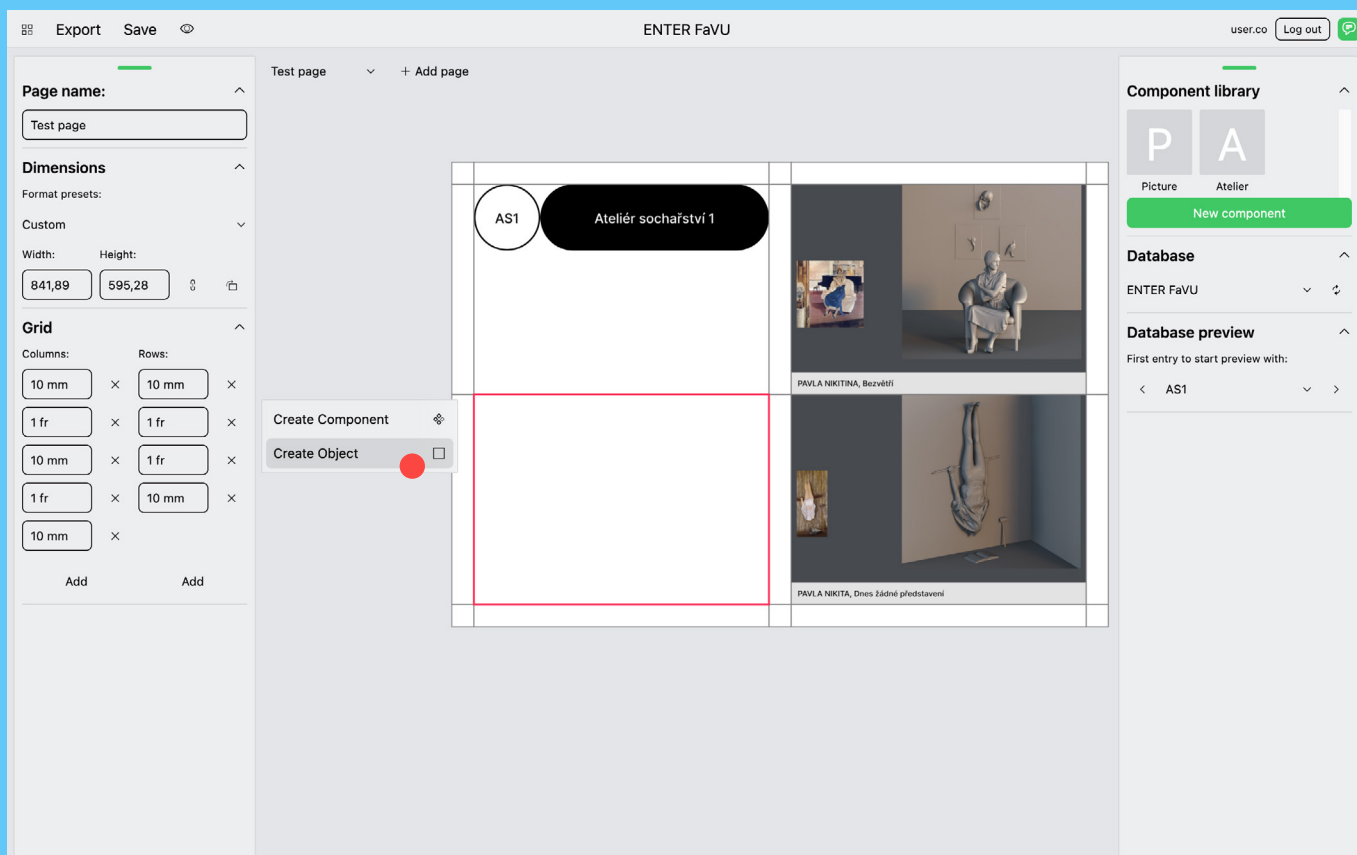 Export Save ENTER FaVU user.co Log out
Page name:
Test page
Dimensions
Format presets:
Custom
Width: Height:
841,89 595,28
Grid
Columns: Rows:
10 mm × 10 mm ×
1 fr × 1 fr ×
10 mm × 1 fr ×
1 fr × 10 mm ×
10 mm ×
Add Add
Test page + Add page
Create Component
Create Object
AS1 Ateliér sochařství 1
PAVLA NIKITINA, Bezvětří
PAVLA NIKITA, Dnes žádné představení
Component library
P A
Picture Atelier
New component
Database
ENTER FaVU
Database preview
First entry to start preview with:
< AS1 >